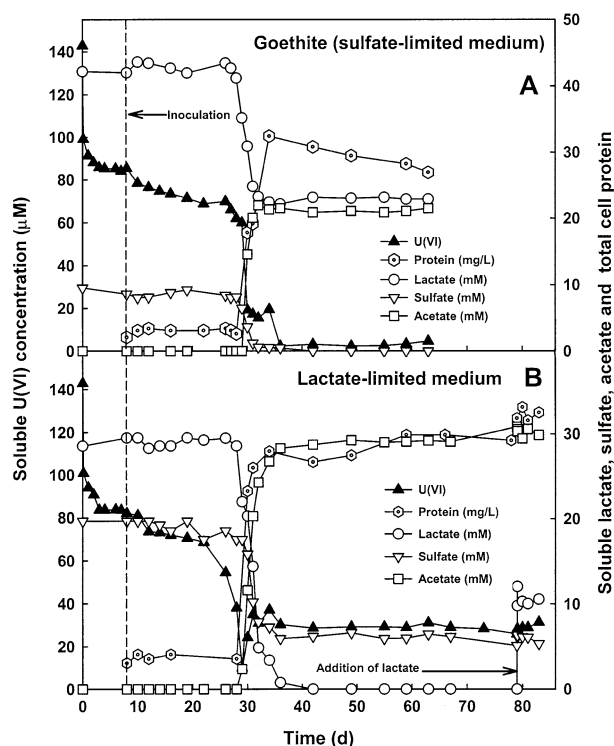 Goethite (sulfate-limited medium)
A
Inoculation
U(VI)
Protein (mg/L)
Lactate (mM)
Sulfate (mM)
Acetate (mM)
140
120
100
80
60
40
20
0
50
40
30
20
10
0
Lactate-limited medium
B
U(VI)
Protein (mg/L)
Lactate (mM)
Sulfate (mM)
Acetate (mM)
Addition of lactate
140
120
100
80
60
40
20
0
40
30
20
10
0
0 10 20 30 40 50 60 70 80
Time (d)
Soluble U(VI) concentration (μM)
Soluble lactate, sulfate, acetate and total cell protein